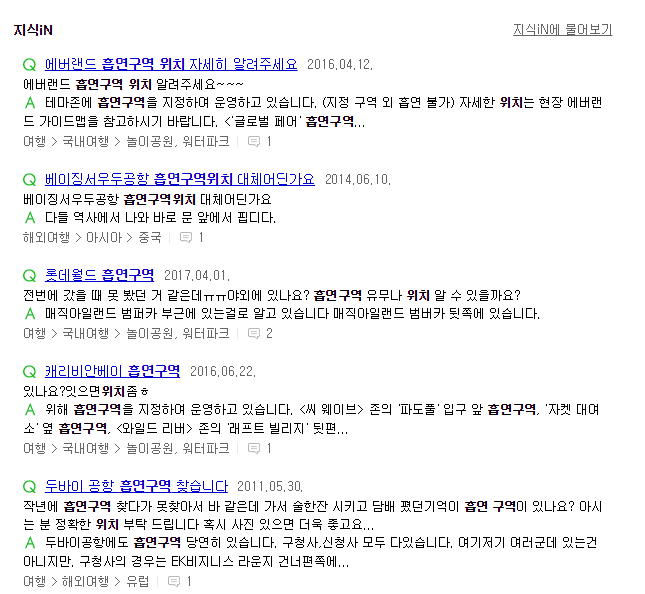 지식iN
지식iN에 물어보기
Q 에버랜드 흡연구역 위치 자세히 알려주세요 2016.04.12.
에버랜드 흡연구역 위치 알려주세요~~~
A 테마존에 흡연구역을 지정하여 운영하고 있습니다. (지정 구역 외 흡연 불가) 자세한 위치는 현장 에버랜
드 가이드맵을 참고하시기 바랍니다. <'글로벌 페어' 흡연구역...
여행 > 국내여행 > 놀이공원, 워터파크 1
Q 베이징서우두공항 흡연구역위치 대체어딘가요 2014.06.10.
베이징서우두공항 흡연구역위치 대체어딘가요
A 다들 역사에서 나와 바로 문 앞에서 핍디다.
해외여행 > 아시아 > 중국 1
Q 롯데월드 흡연구역 2017.04.01.
전번에 갔을 때 못 봤던 거 같은데ㅠㅠ야외에 있나요? 흡연구역 유무나 위치 알 수 있을까요?
A 매직아일랜드 범퍼카 부근에 있는걸로 알고 있습니다 매직아일랜드 범버카 뒷쪽에 있습니다.
여행 > 국내여행 > 놀이공원, 워터파크 2
Q 캐리비안베이 흡연구역 2016.06.22.
있나요?잇으면위치좀ㅎ
A 위해 흡연구역을 지정하여 운영하고 있습니다. <씨 웨이브> 존의 '파도풀' 입구 앞 흡연구역, '자켓 대여
소' 옆 흡연구역, <와일드 리버> 존의 '래프트 빌리지' 뒷편...
여행 > 국내여행 > 놀이공원, 워터파크 1
Q 두바이 공항 흡연구역 찾습니다 2011.05.30.
작년에 흡연구역 찾다가 못찾아서 바 같은데 가서 술한잔 시키고 담배 폈던기억이 흡연 구역이 있나요? 아시
는 분 정확한 위치 부탁 드립니다 혹시 사진 있으면 더욱 좋고요...
A 두바이공항에도 흡연구역 당연히 있습니다. 구청사,신청사 모두 다있습니다. 여기저기 여러군데 있는건
아니지만, 구청사의 경우는 EK비지니스 라운지 건너편쪽에...
여행 > 해외여행 > 유럽 1